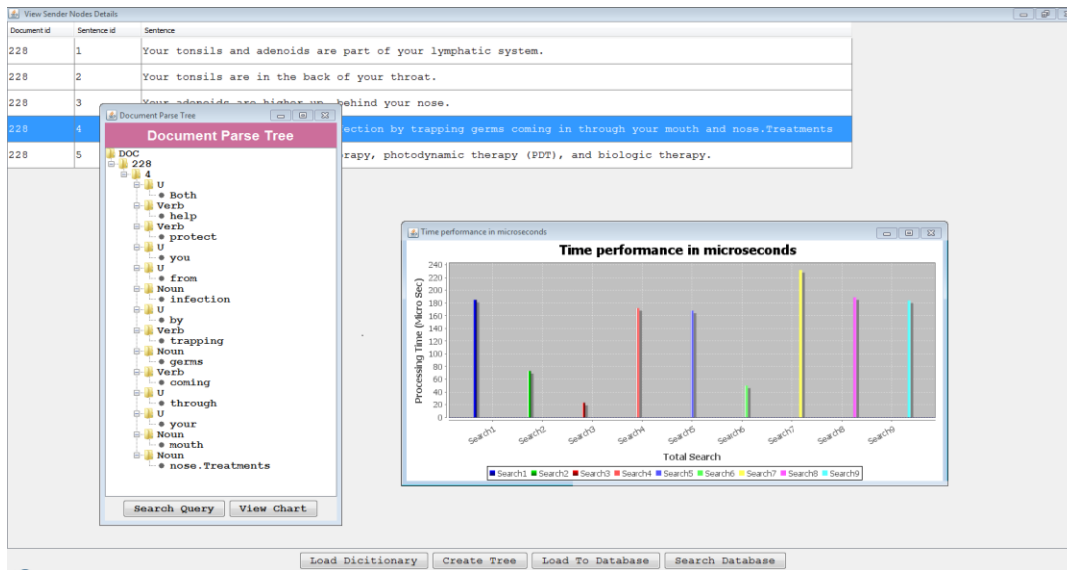 View Sender Nodes Details
Document id Sentence id Sentence
228 1 Your tonsils and adenoids are part of your lymphatic system.
228 2 Your tonsils are in the back of your throat.
228 3 Your adenoids are higher up, behind your nose.
228 4 fection by trapping germs coming in through your mouth and nose.Treatments
228 5 rapy, photodynamic therapy (PDT), and biologic therapy.
Document Parse Tree
Document Parse Tree
DOC
228
4
U
Both
Verb
help
Verb
protect
U
you
U
from
Noun
infection
U
by
Verb
trapping
Noun
germs
Verb
coming
U
through
U
your
Noun
mouth
Noun
nose.Treatments
Search Query View Chart
Time performance in microseconds
Time performance in microseconds
Processing Time (Micro Sec)
240
220
200
180
160
140
120
100
80
60
40
20
0
Search1 Search2 Search3 Search4 Search5 Search6 Search7 Search8 Search9
Total Search
Search1 Search2 Search3 Search4 Search5 Search6 Search7 Search8 Search9
Load Dicitionary Create Tree Load To Database Search Database